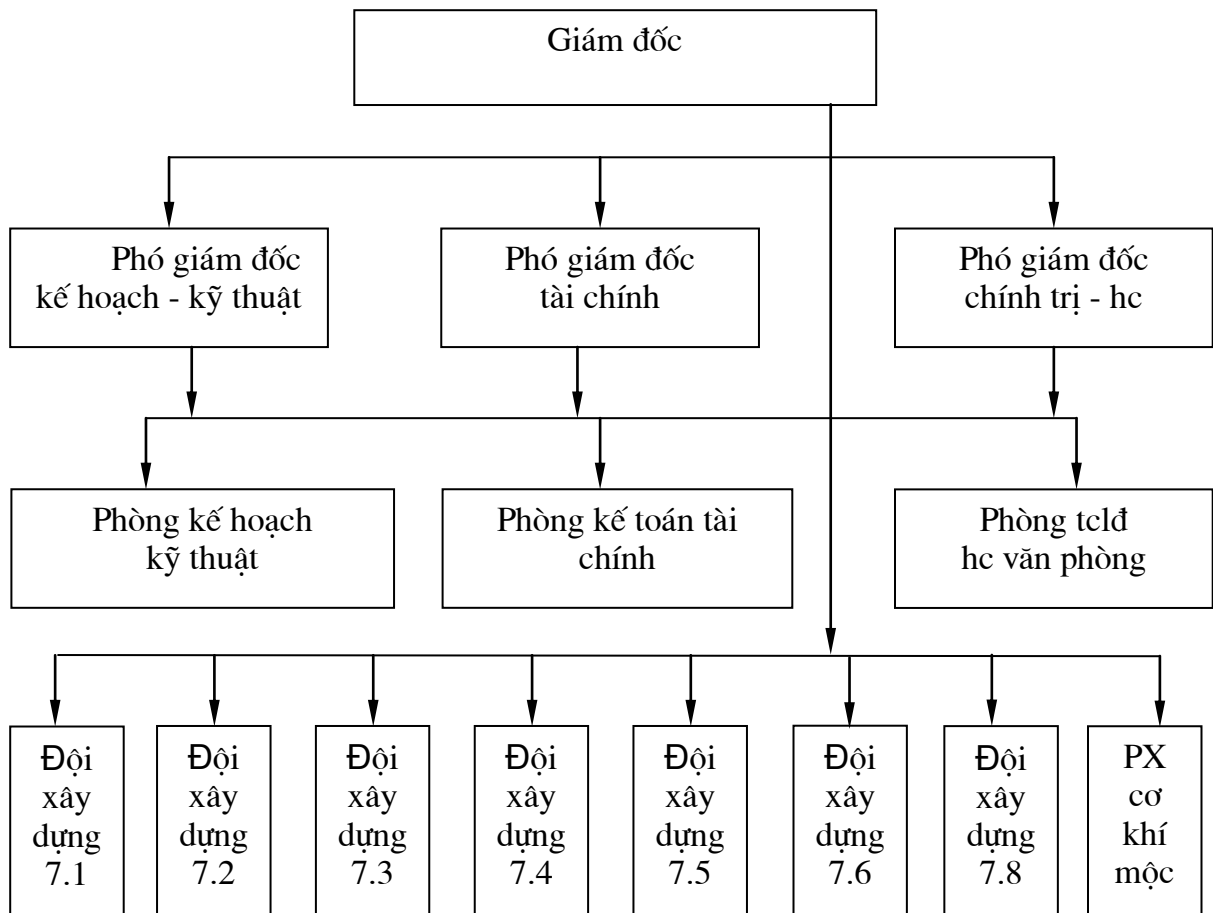 Giám đốc
Phó giám đốc
kế hoạch - kỹ thuật
Phó giám đốc
tài chính
Phó giám đốc
chính trị - hc
Phòng kế hoạch
kỹ thuật
Phòng kế toán tài
chính
Phòng tclđ
hc văn phòng
Đội
xây
dựng
7.1
Đội
xây
dựng
7.2
Đội
xây
dựng
7.3
Đội
xây
dựng
7.4
Đội
xây
dựng
7.5
Đội
xây
dựng
7.6
Đội
xây
dựng
7.8
PX
cơ
khí
mộc